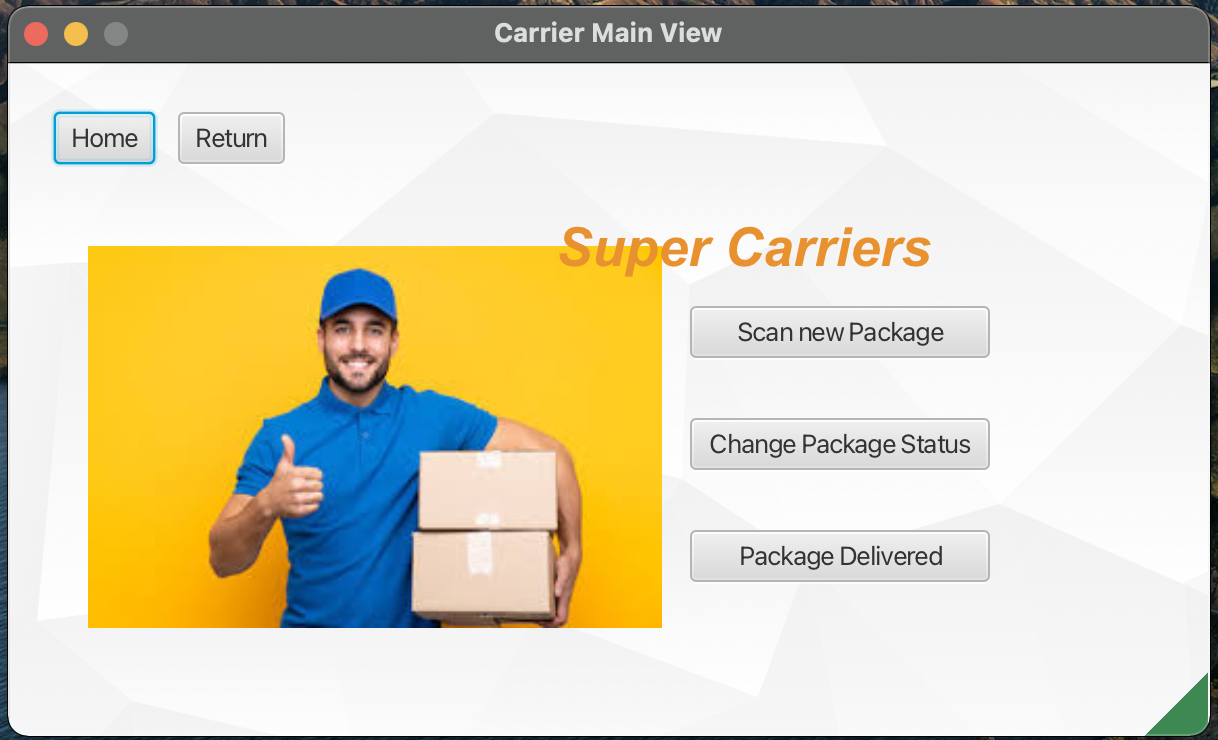 Carrier Main View
Home
Return
Super Carriers
Scan new Package
Change Package Status
Package Delivered